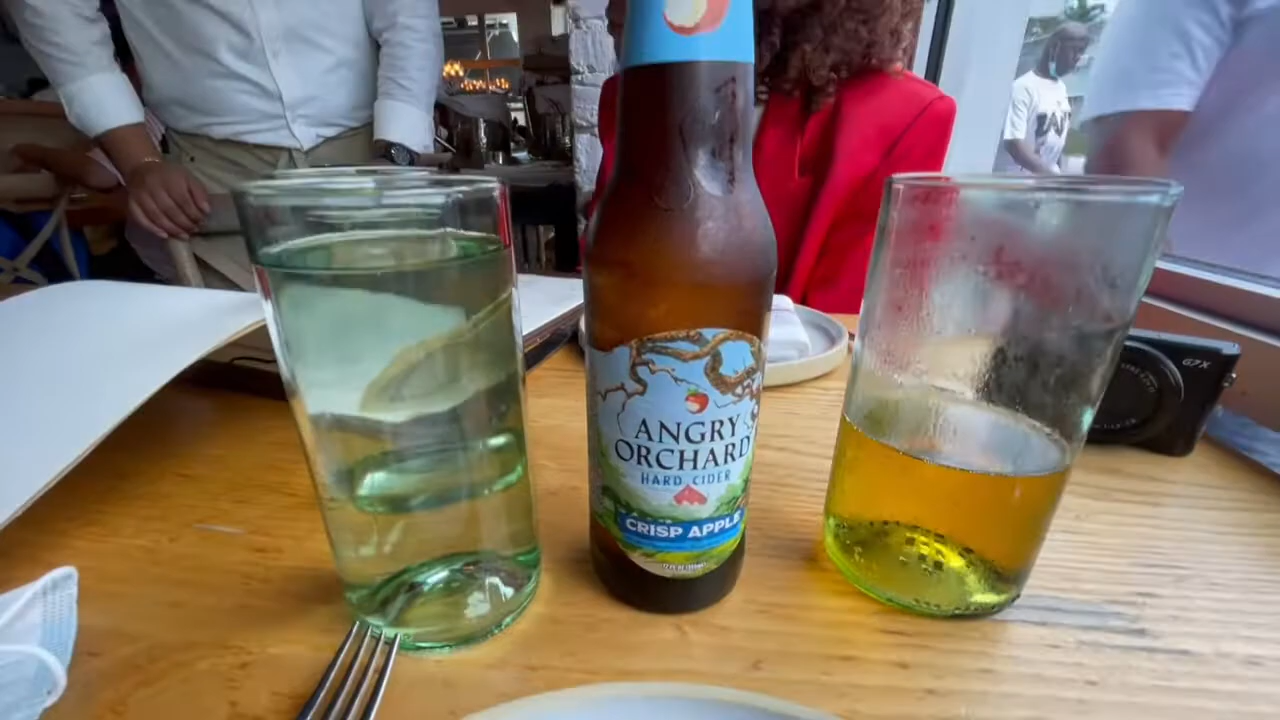 ANGRY
ORCHARD
HARD CIDER
CRISP APPLE
G7X